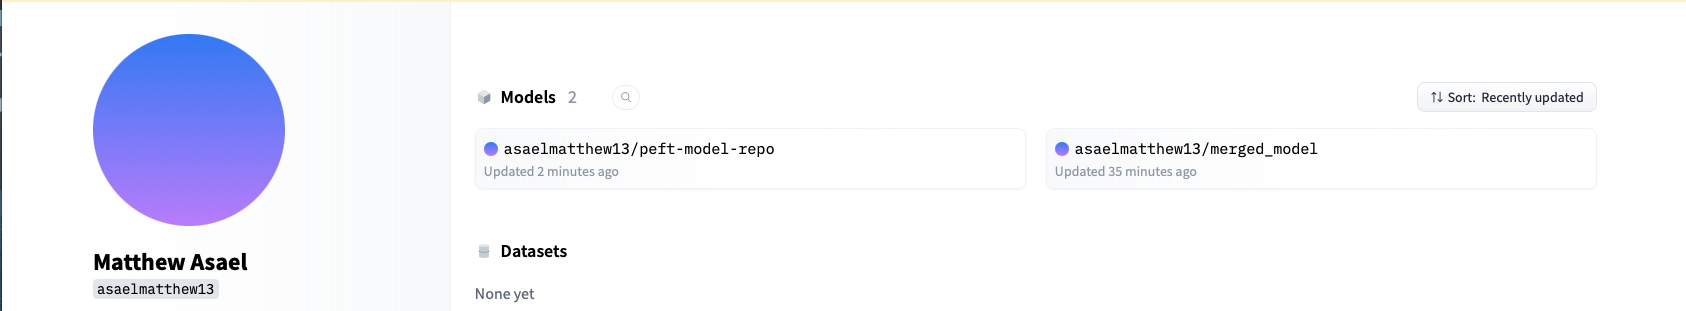 Models 2
Sort: Recently updated
asaelmatthew13/peft-model-repo
Updated 2 minutes ago
asaelmatthew13/merged_model
Updated 35 minutes ago
Datasets
None yet
Matthew Asael
asaelmatthew13